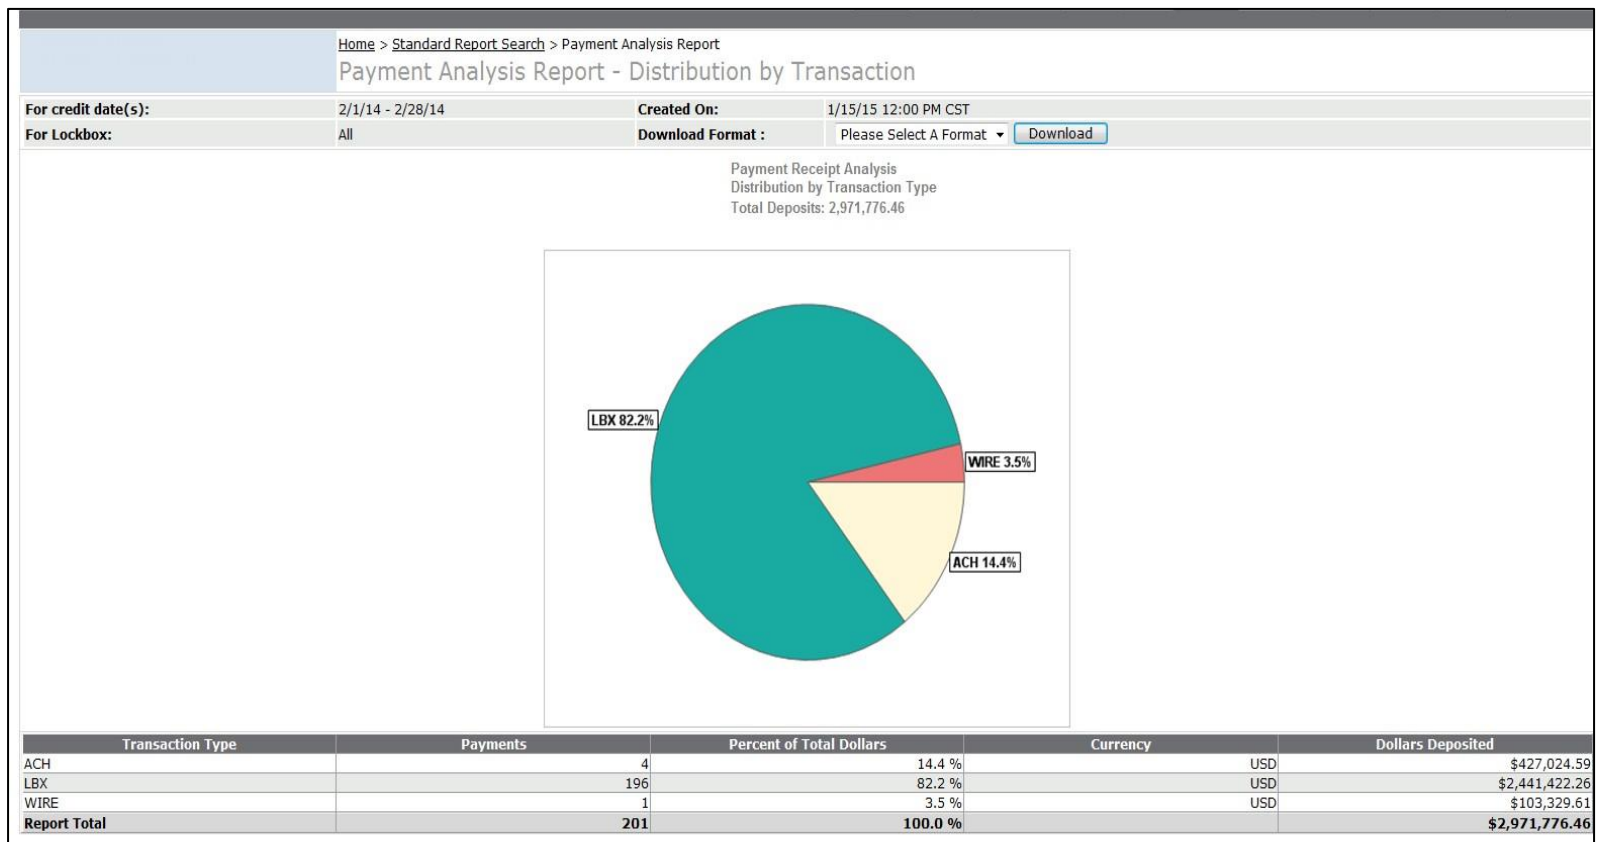 Home > Standard Report Search > Payment Analysis Report
Payment Analysis Report - Distribution by Transaction
For credit date(s): 2/1/14 - 2/28/14 Created On: 1/15/15 12:00 PM CST
For Lockbox: All Download Format : Please Select A Format Download
Payment Receipt Analysis
Distribution by Transaction Type
Total Deposits: 2,971,776.46
LBX 82.2%
WIRE 3.5%
ACH 14.4%
Transaction Type Payments Percent of Total Dollars Currency Dollars Deposited
ACH 4 14.4 % USD $427,024.59
LBX 196 82.2 % USD $2,441,422.26
WIRE 1 3.5 % USD $103,329.61
Report Total 201 100.0 % $2,971,776.46